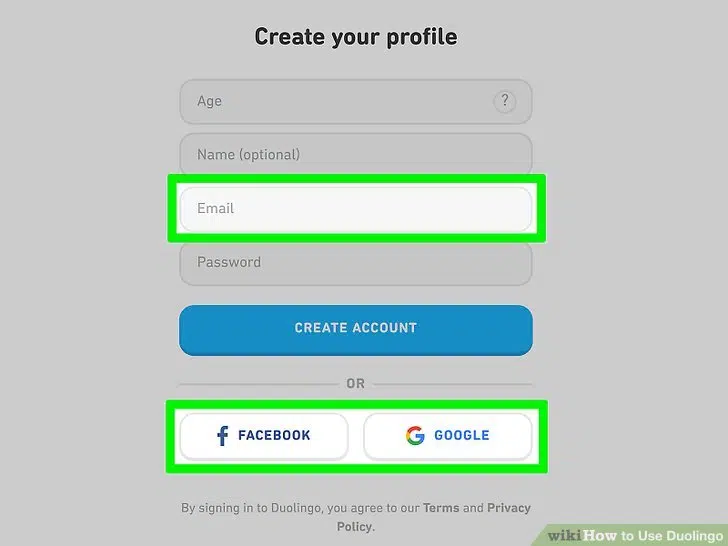 Create your profile
Age ?
Name (optional)
Email
Password
CREATE ACCOUNT
OR
f FACEBOOK G GOOGLE
By signing in to Duolingo, you agree to our Terms and Privacy
Policy.
wikiHow to Use Duolingo